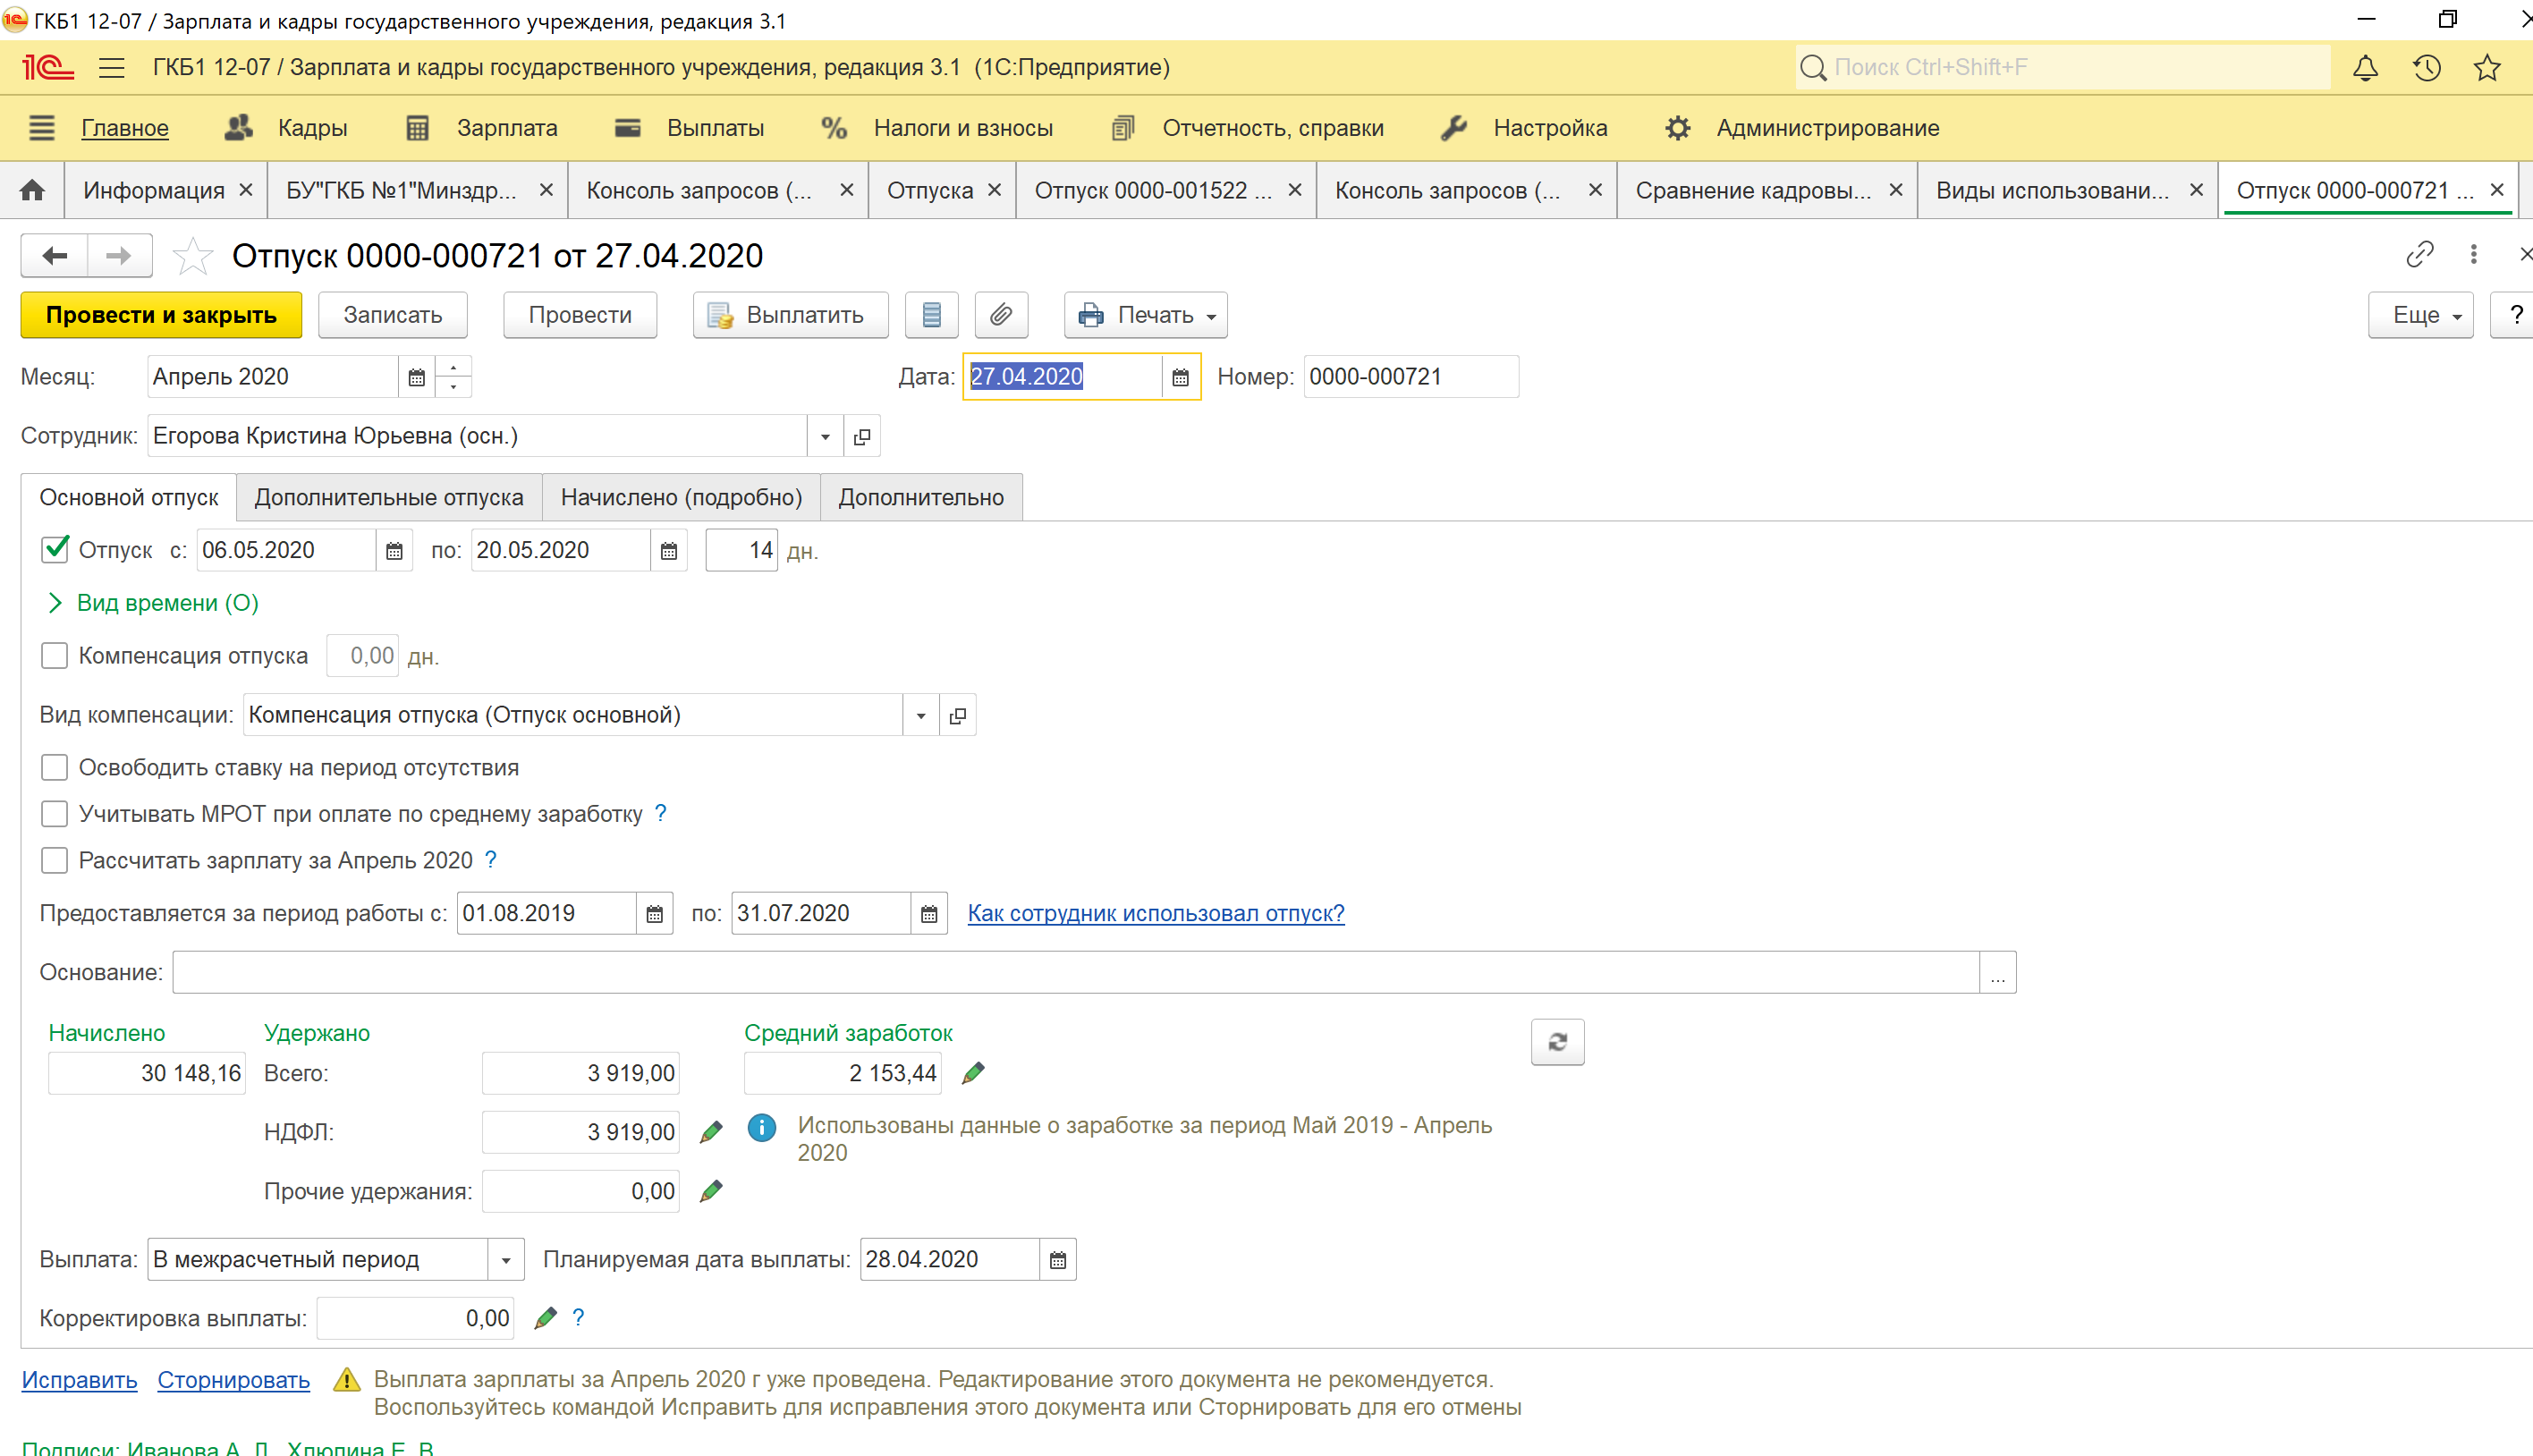 ГКБ1 12-07 / Зарплата и кадры государственного учреждения, редакция 3.1
1С ГКБ1 12-07 / Зарплата и кадры государственного учреждения, редакция 3.1 (1С:Предприятие) Поиск Ctrl+Shift+F
Главное Кадры Зарплата Выплаты % Налоги и взносы Отчетность, справки Настройка Администрирование
Информация × БУ"ГКБ №1"Минздр... × Консоль запросов (... × Отпуска × Отпуск 0000-001522 ... × Консоль запросов (... × Сравнение кадровы... × Виды использовани... × Отпуск 0000-000721 ... ×
Отпуск 0000-000721 от 27.04.2020
Провести и закрыть Записать Провести Выплатить Печать Еще ?
Месяц: Апрель 2020 Дата: 27.04.2020 Номер: 0000-000721
Сотрудник: Егорова Кристина Юрьевна (осн.)
Основной отпуск Дополнительные отпуска Начислено (подробно) Дополнительно
Отпуск с: 06.05.2020 по: 20.05.2020 14 дн.
Вид времени (О)
Компенсация отпуска 0,00 дн.
Вид компенсации: Компенсация отпуска (Отпуск основной)
Освободить ставку на период отсутствия
Учитывать МРОТ при оплате по среднему заработку ?
Рассчитать зарплату за Апрель 2020 ?
Предоставляется за период работы с: 01.08.2019 по: 31.07.2020 Как сотрудник использовал отпуск?
Основание: ...
Начислено Удержано Средний заработок
30 148,16 Всего: 3 919,00 2 153,44
НДФЛ: 3 919,00 Использованы данные о заработке за период Май 2019 - Апрель
2020
Прочие удержания: 0,00
Выплата: В межрасчетный период Планируемая дата выплаты: 28.04.2020
Корректировка выплаты: 0,00 ?
Исправить Сторнировать Выплата зарплаты за Апрель 2020 г уже проведена. Редактирование этого документа не рекомендуется.
Воспользуйтесь командой Исправить для исправления этого документа или Сторнировать для его отмены
Подписи: Иванова А. Д., Хлюпина Е. В.